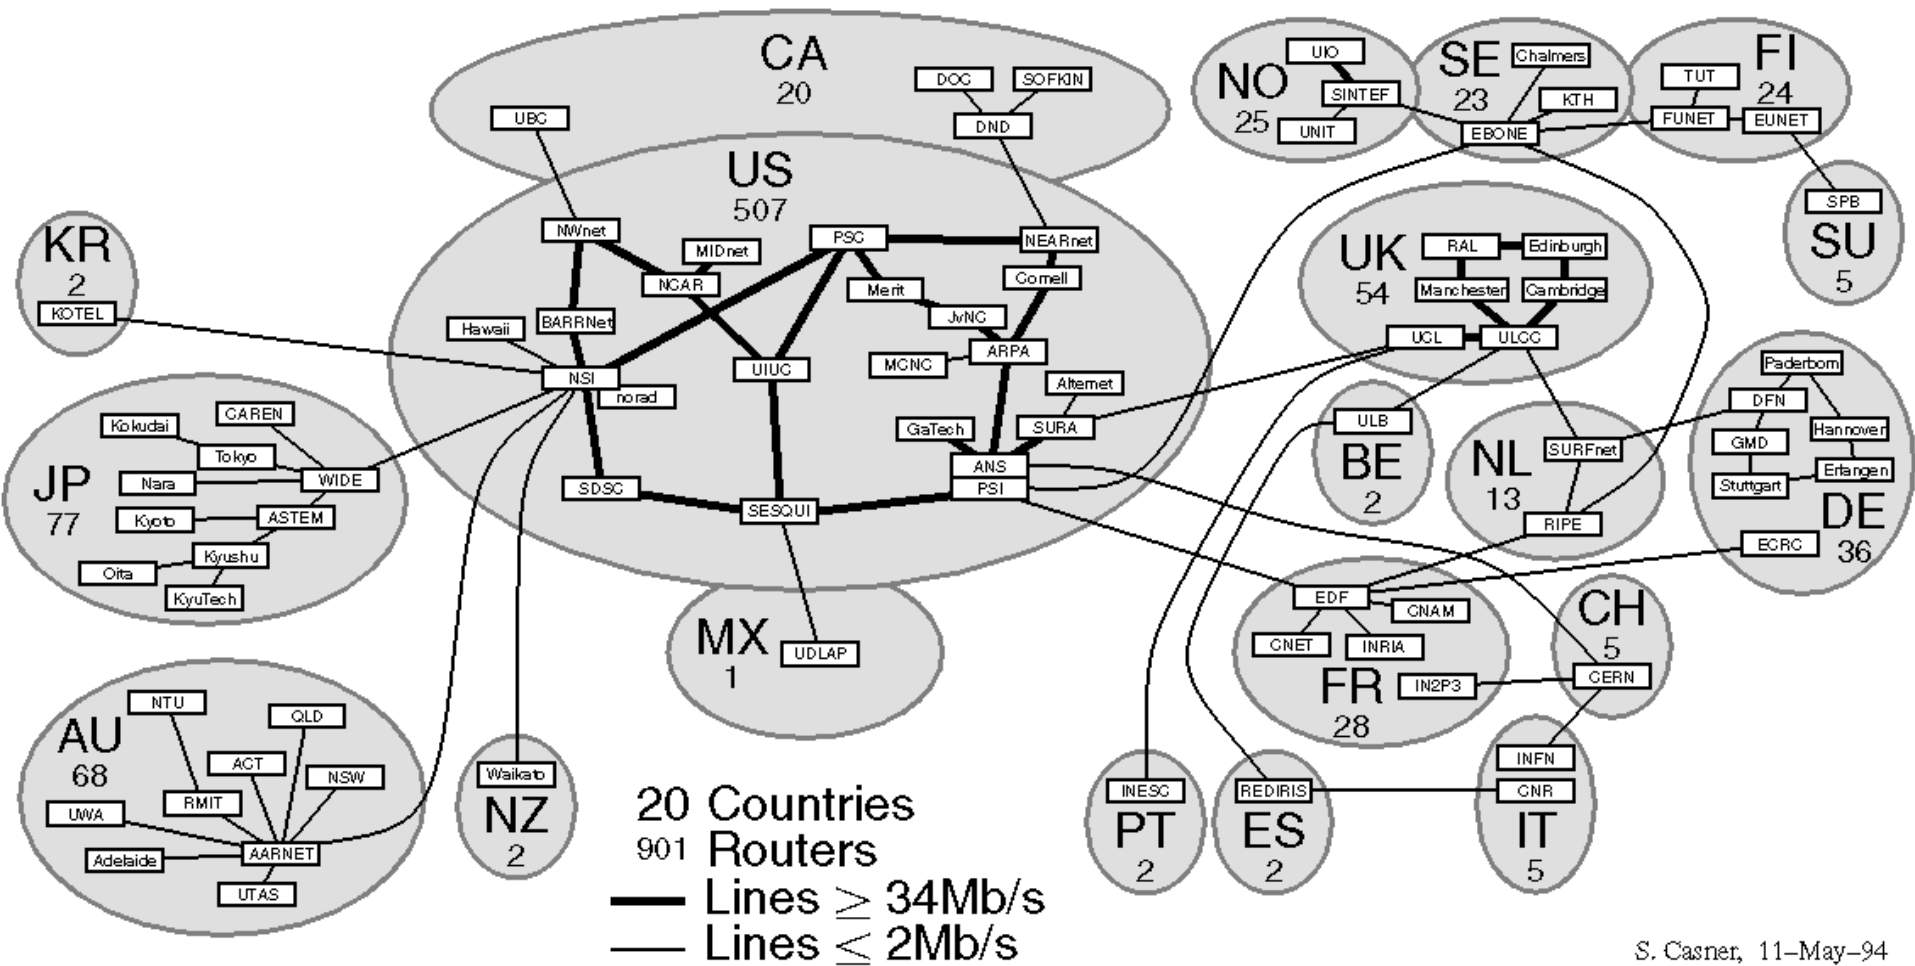 CA
20
DOC
SOFKIN
UBC
DND
US
507
NWnet
MIDnet
PSC
NEARnet
NCAR
Merit
Cornell
Hawaii
BARRNet
JvNC
MCNC
ARPA
NSI
norad
UIUC
Alternet
GaTech
SURA
ANS
PSI
SDSC
SESQUI
KR
2
KOTEL
JP
77
Kokudai
CAREN
Tokyo
Nara
WIDE
Kyoto
ASTEM
Kyushu
Oita
KyuTech
AU
68
NTU
QLD
ACT
NSW
RMIT
UWA
Adelaide
AARNET
UTAS
Waikato
NZ
2
MX
1
UDLAP
NO
25
UIO
SINTEF
UNIT
SE
23
Chalmers
KTH
EBONE
FI
24
TUT
FUNET
EUNET
SPB
SU
5
UK
54
RAL
Edinburgh
Manchester
Cambridge
UCL
ULCC
ULB
BE
2
NL
13
SURFnet
RIPE
Paderborn
DFN
GMD
Hannover
Stuttgart
Erlangen
DE
36
ECRC
EDF
CNAM
CNET
INRIA
FR
28
IN2P3
CH
5
CERN
INESC
PT
2
REDIRIS
ES
2
INFN
CNR
IT
5
20 Countries
901 Routers
Lines ≥ 34Mb/s
Lines ≤ 2Mb/s
S. Casner, 11-May-94